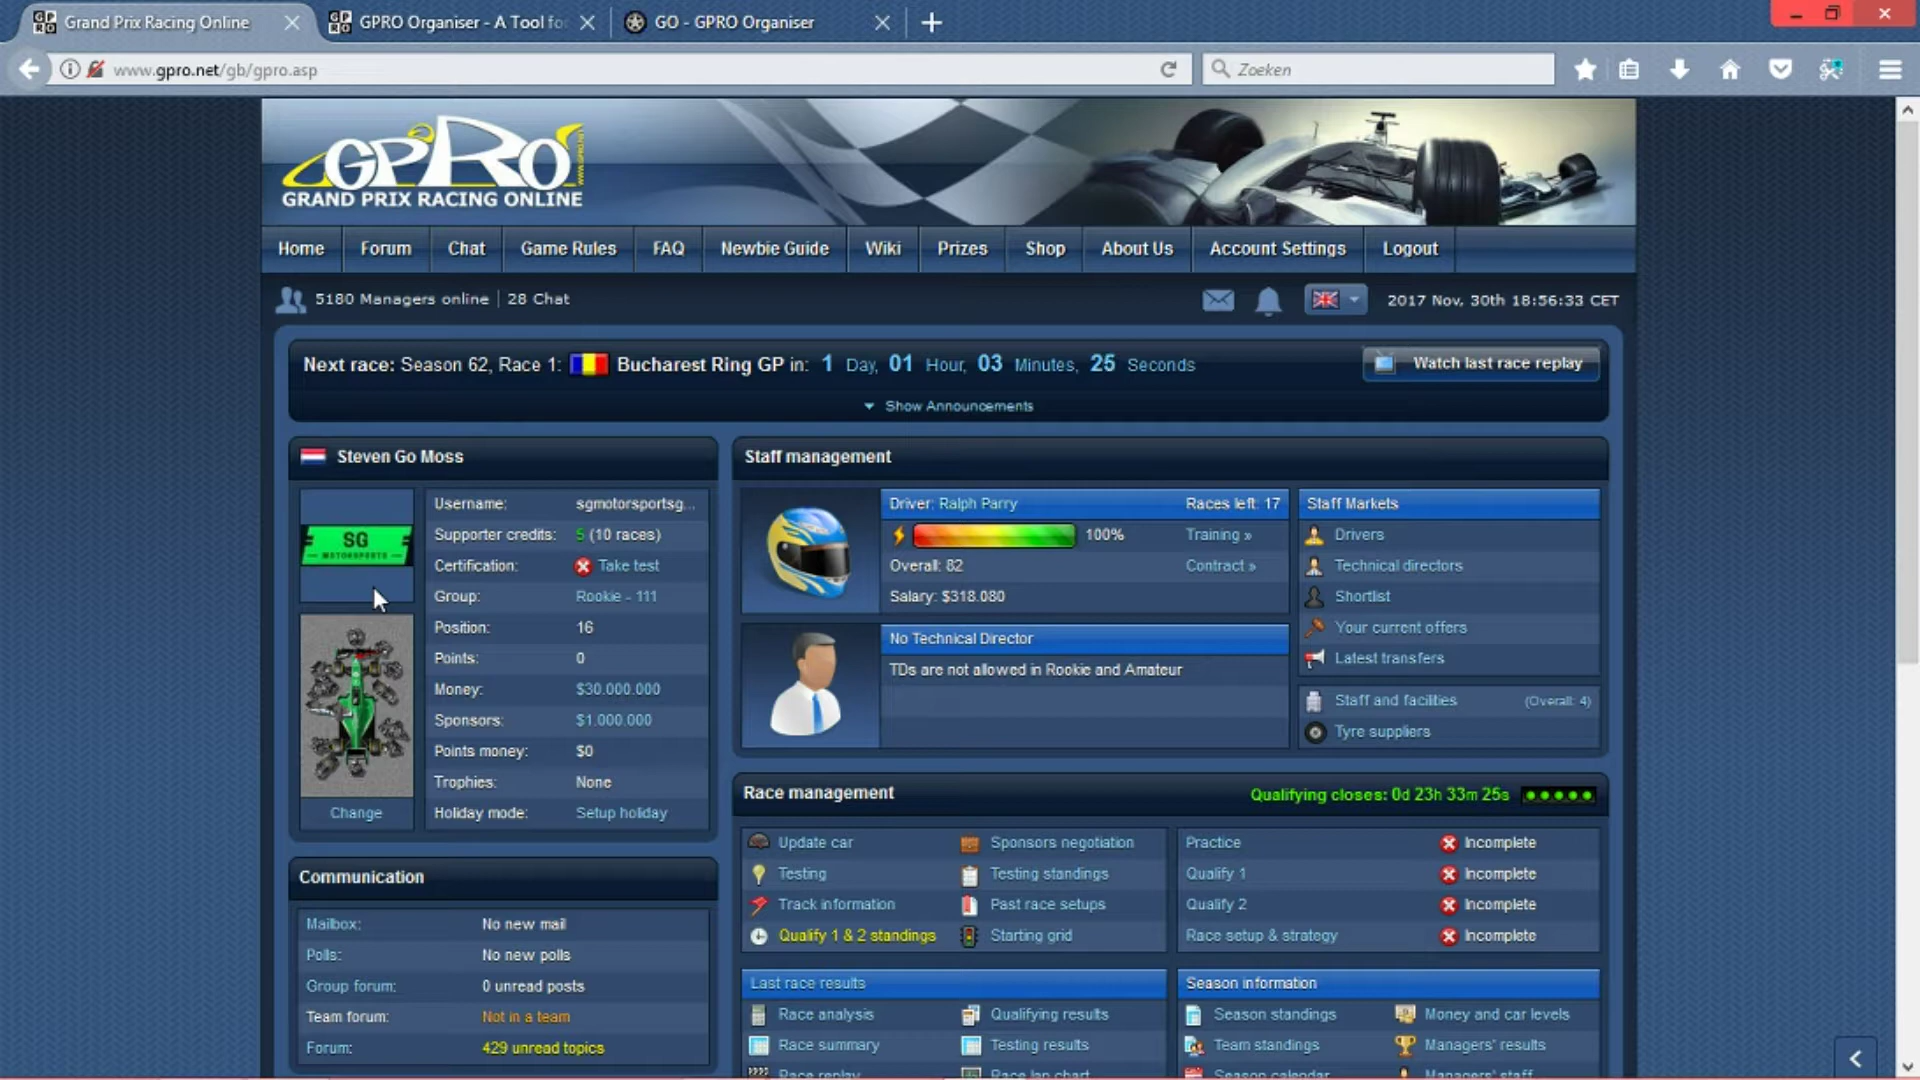 Grand Prix Racing Online
GPRO Organiser - A Tool fo
GO - GPRO Organiser
www.gpro.net/gb/gpro.asp
Zoeken
GPRO
GRAND PRIX RACING ONLINE
Home Forum Chat Game Rules FAQ Newbie Guide Wiki Prizes Shop About Us Account Settings Logout
5180 Managers online | 28 Chat
2017 Nov, 30th 18:56:33 CET
Next race: Season 62, Race 1: Bucharest Ring GP in: 1 Day, 01 Hour, 03 Minutes, 25 Seconds
Watch last race replay
Show Announcements
Steven Go Moss
SG
MOTORSPORTS
Change
Username: sgmotorsportsg...
Supporter credits: 5 (10 races)
Certification: Take test
Group: Rookie - 111
Position: 16
Points: 0
Money: $30.000.000
Sponsors: $1.000.000
Points money: $0
Trophies: None
Holiday mode: Setup holiday
Communication
Mailbox: No new mail
Polls: No new polls
Group forum: 0 unread posts
Team forum: Not in a team
Forum: 429 unread topics
Staff management
Driver: Ralph Parry Races left: 17
100% Training »
Overall: 82 Contract »
Salary: $318.080
No Technical Director
TDs are not allowed in Rookie and Amateur
Staff Markets
Drivers
Technical directors
Shortlist
Your current offers
Latest transfers
Staff and facilities (Overall: 4)
Tyre suppliers
Race management
Qualifying closes: 0d 23h 33m 25s
Update car Sponsors negotiation
Testing Testing standings
Track information Past race setups
Qualify 1 & 2 standings Starting grid
Practice Incomplete
Qualify 1 Incomplete
Qualify 2 Incomplete
Race setup & strategy Incomplete
Last race results
Race analysis Qualifying results
Race summary Testing results
Race replay Race lap chart
Season information
Season standings Money and car levels
Team standings Managers' results
Season calendar Managers' staff